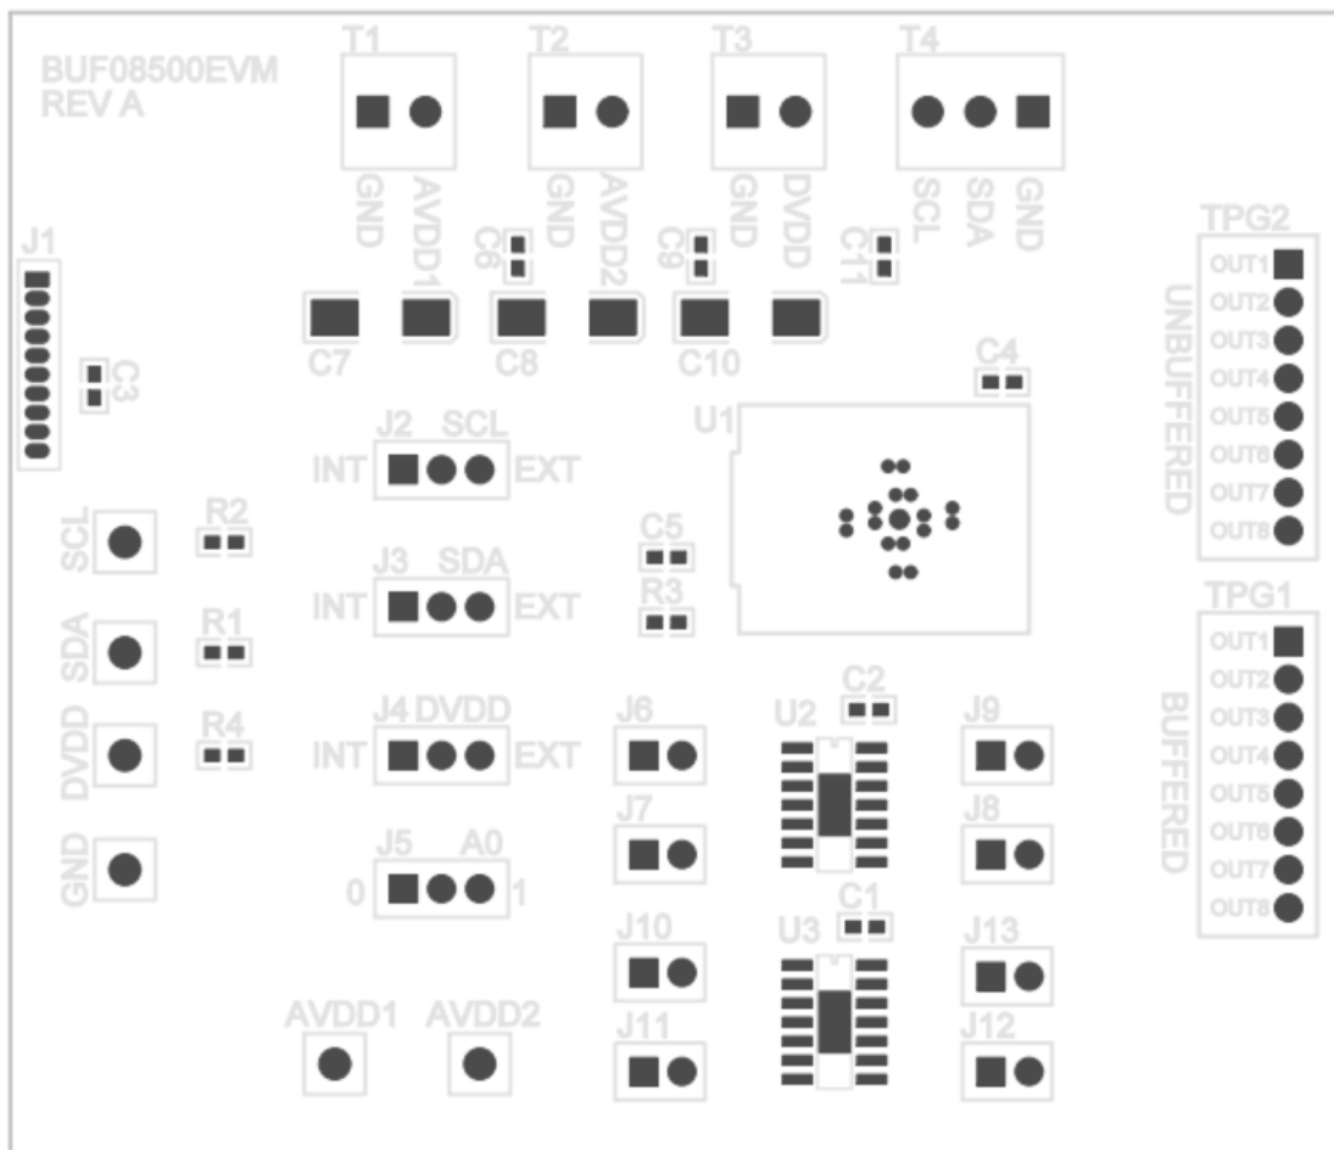 T1
T2
T3
T4
BUF08500EVM
REV A
GND
AVDD1
GND
AVDD2
GND
DVDD
SCL
SDA
GND
J1
C6
C9
C11
TPG2
OUT1
OUT2
OUT3
OUT4
OUT5
OUT6
OUT7
OUT8
UNBUFFERED
C7
C8
C10
C3
C4
U1
J2 SCL
INT
EXT
SCL
R2
C5
J3 SDA
INT
EXT
R3
SDA
R1
TPG1
OUT1
OUT2
OUT3
OUT4
OUT5
OUT6
OUT7
OUT8
BUFFERED
DVDD
R4
J4 DVDD
INT
EXT
J6
U2
C2
J9
J7
J8
GND
J5 A0
0
1
C1
J10
U3
J13
AVDD1
AVDD2
J11
J12